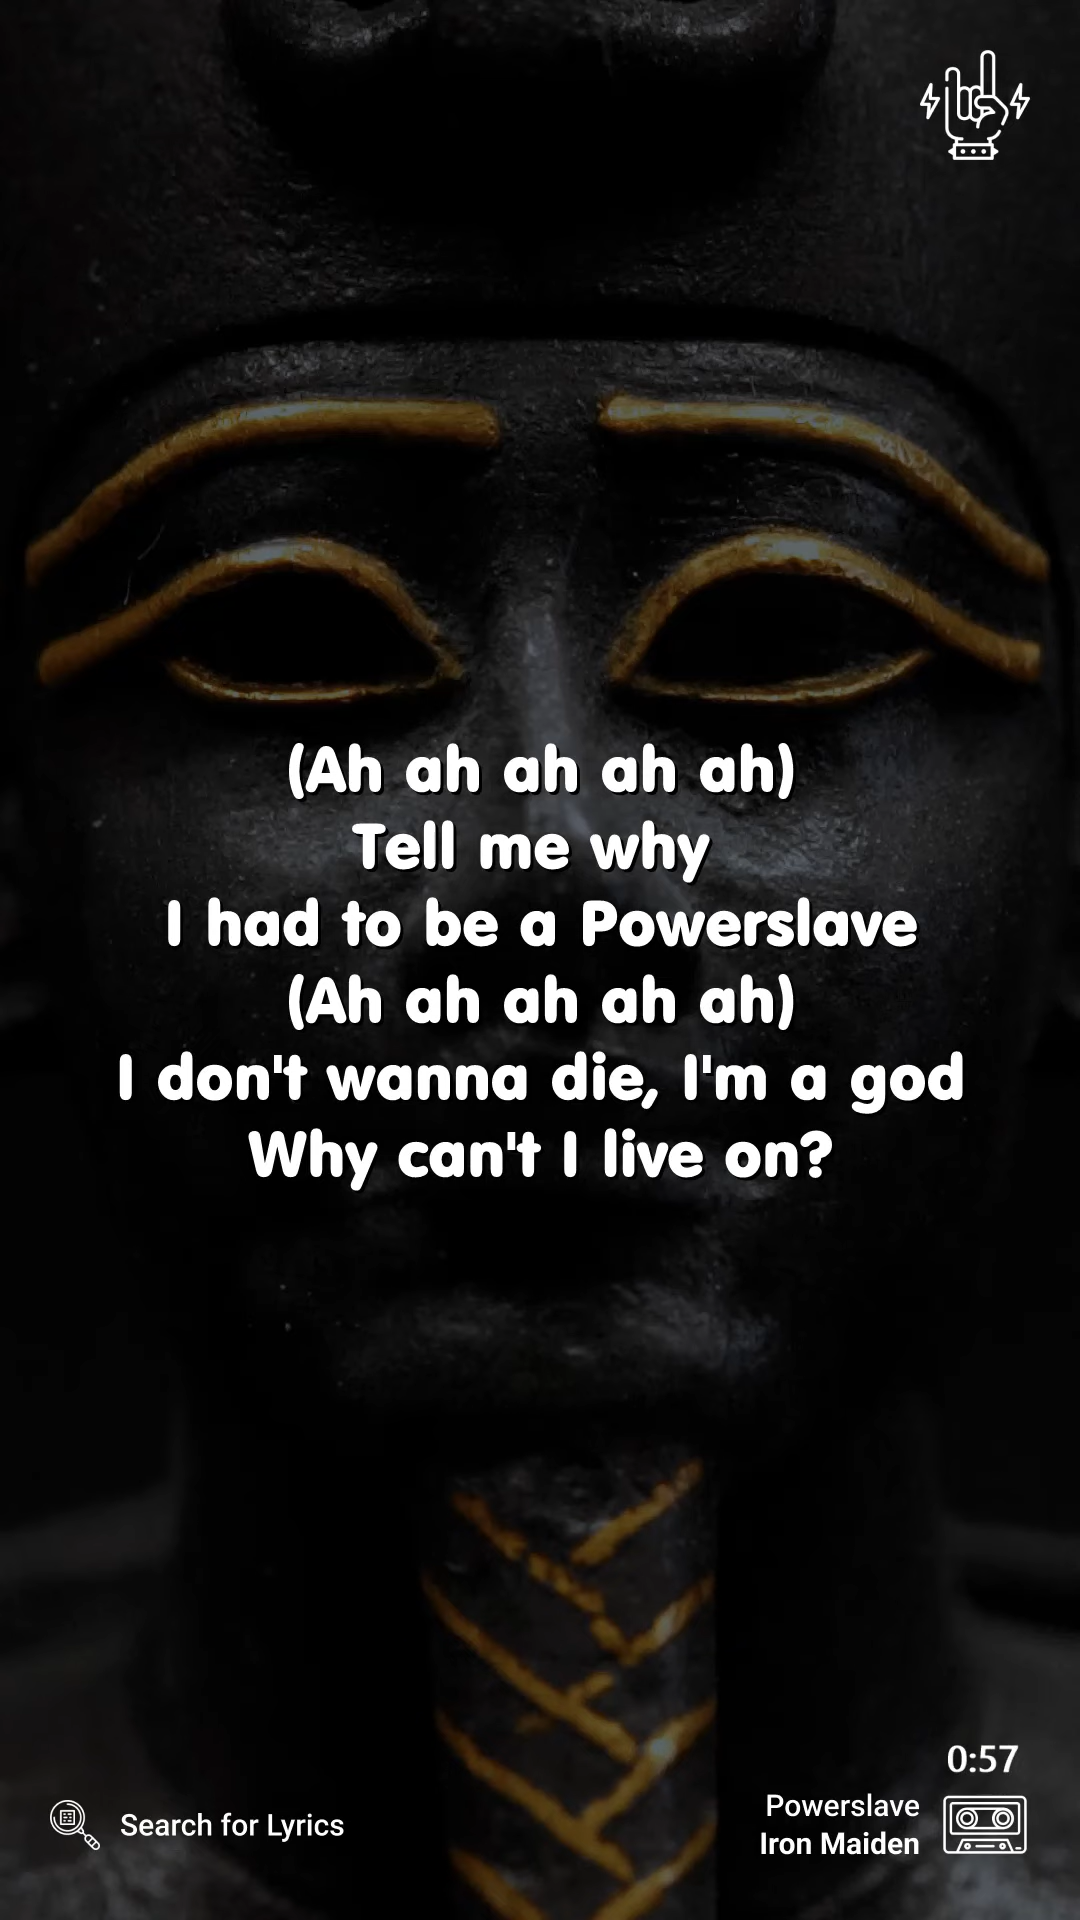 (Ah ah ah ah ah)
Tell me why
I had to be a Powerslave
(Ah ah ah ah ah)
I don't wanna die, I'm a god
Why can't I live on?
0:57
Search for Lyrics
Powerslave
Iron Maiden